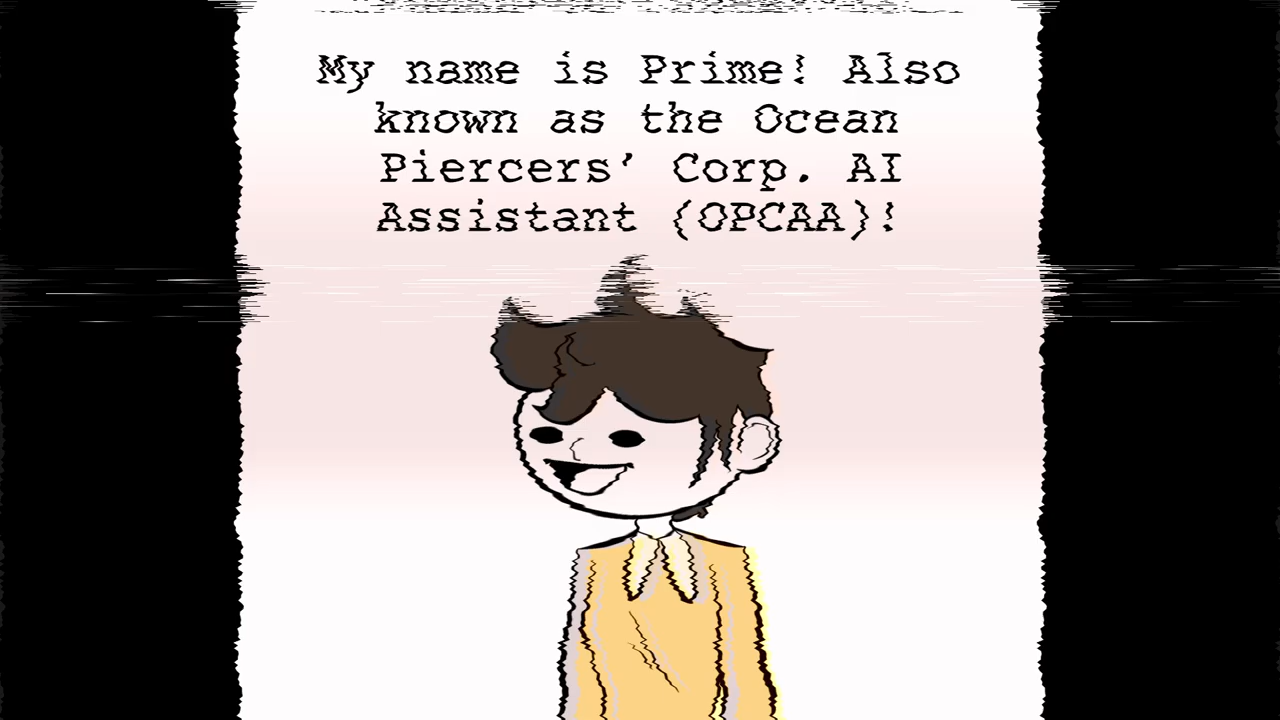 My name is Prime! Also
known as the Ocean
Piercers’ Corp. AI
Assistant (OPCAA)!